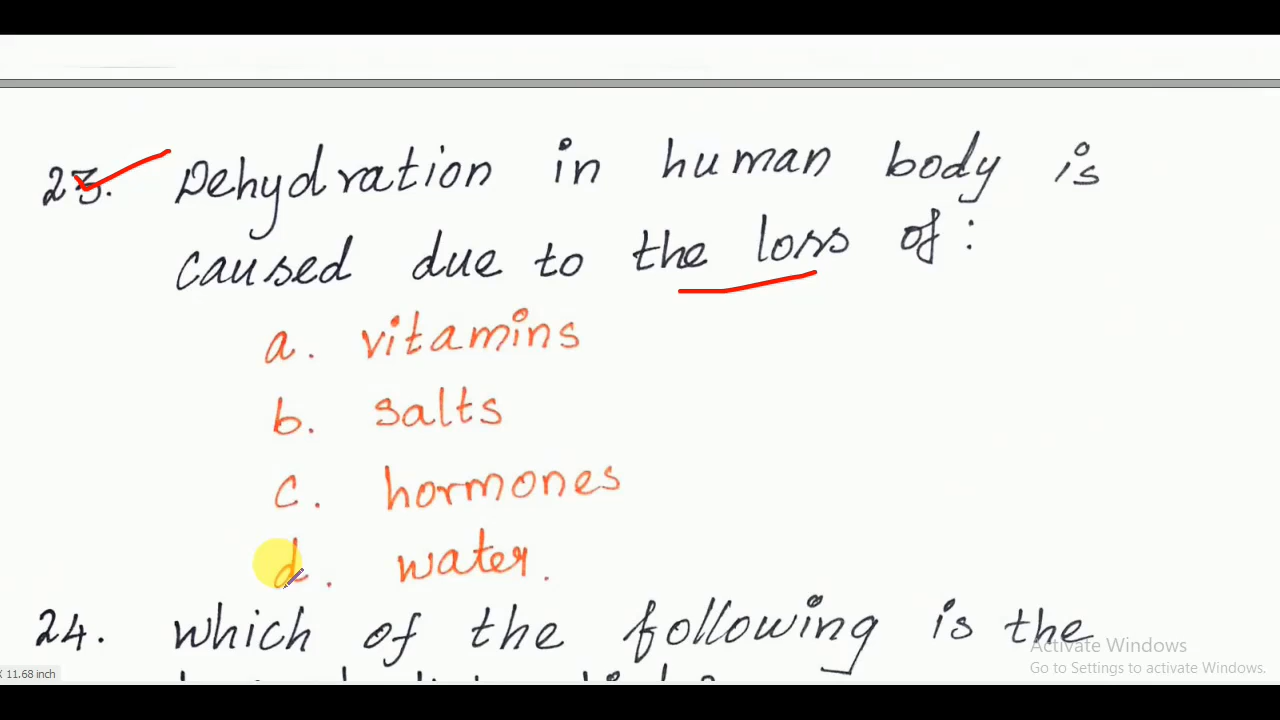 23. Dehydration in human body is
caused due to the loss of :
a. vitamins
b. salts
c. hormones
d. water.
24. which of the following is the
Activate Windows
Go to Settings to activate Windows.
X 11.68 inch